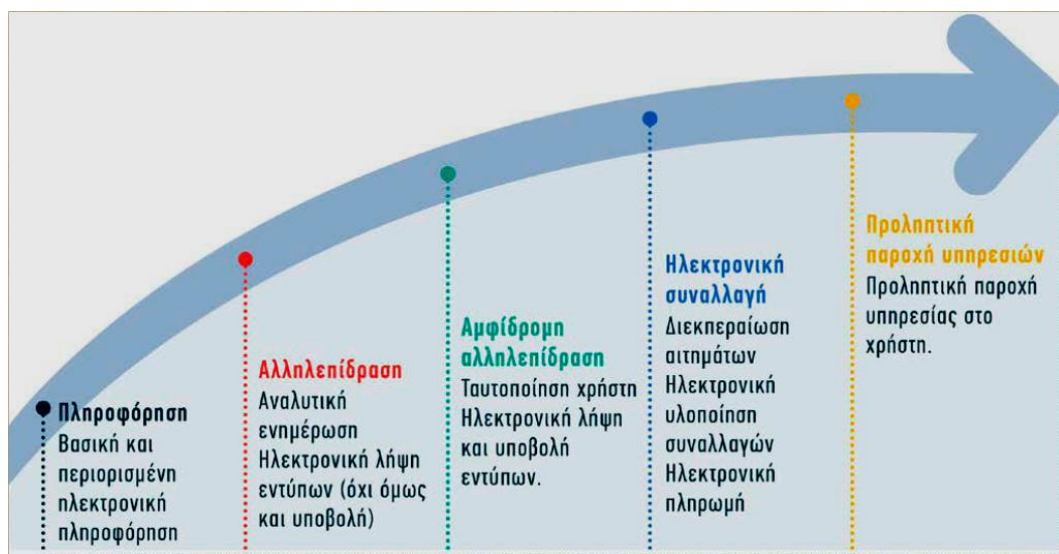 Πληροφόρηση
Βασική και
περιορισμένη
ηλεκτρονική
πληροφόρηση
Αλληλεπίδραση
Αναλυτική
ενημέρωση
Ηλεκτρονική λήψη
εντύπων (όχι όμως
και υποβολή)
Αμφίδρομη
αλληλεπίδραση
Ταυτοποίηση χρήστη
Ηλεκτρονική λήψη
και υποβολή
εντύπων.
Ηλεκτρονική
συναλλαγή
Διεκπεραίωση
αιτημάτων
Ηλεκτρονική
υλοποίηση
συναλλαγών
Ηλεκτρονική
πληρωμή
Προληπτική
παροχή υπηρεσιών
Προληπτική παροχή
υπηρεσίας στο
χρήστη.